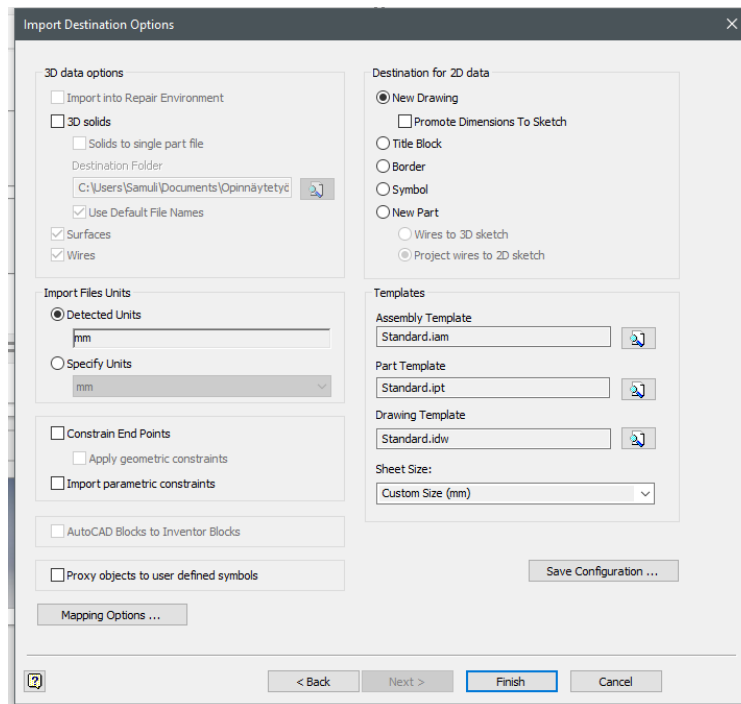 Import Destination Options
3D data options
Import into Repair Environment
3D solids
Solids to single part file
Destination Folder
C:\Users\Samuli\Documents\Opinnäytetyö
Use Default File Names
Surfaces
Wires
Import Files Units
Detected Units
mm
Specify Units
mm
Constrain End Points
Apply geometric constraints
Import parametric constraints
AutoCAD Blocks to Inventor Blocks
Proxy objects to user defined symbols
Mapping Options ...
Destination for 2D data
New Drawing
Promote Dimensions To Sketch
Title Block
Border
Symbol
New Part
Wires to 3D sketch
Project wires to 2D sketch
Templates
Assembly Template
Standard.iam
Part Template
Standard.ipt
Drawing Template
Standard.idw
Sheet Size:
Custom Size (mm)
Save Configuration ...
< Back
Next >
Finish
Cancel